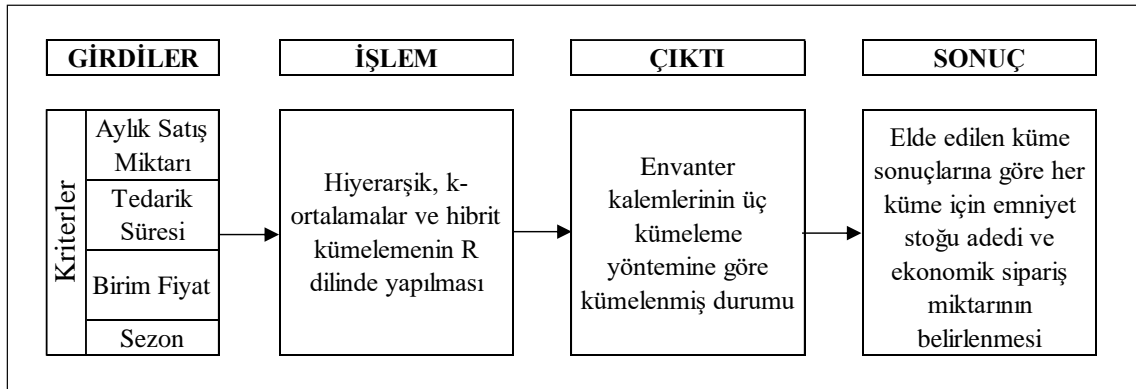 GİRDİLER
İŞLEM
ÇIKTI
SONUÇ
Kriterler
Aylık Satış
Miktarı
Tedarik
Süresi
Birim Fiyat
Sezon
Hiyerarşik, k-
ortalamalar ve hibrit
kümelemenin R
dilinde yapılması
Envanter
kalemlerinin üç
kümeleme
yöntemine göre
kümelenmiş durumu
Elde edilen küme
sonuçlarına göre her
küme için emniyet
stoğu adedi ve
ekonomik sipariş
miktarının
belirlenmesi